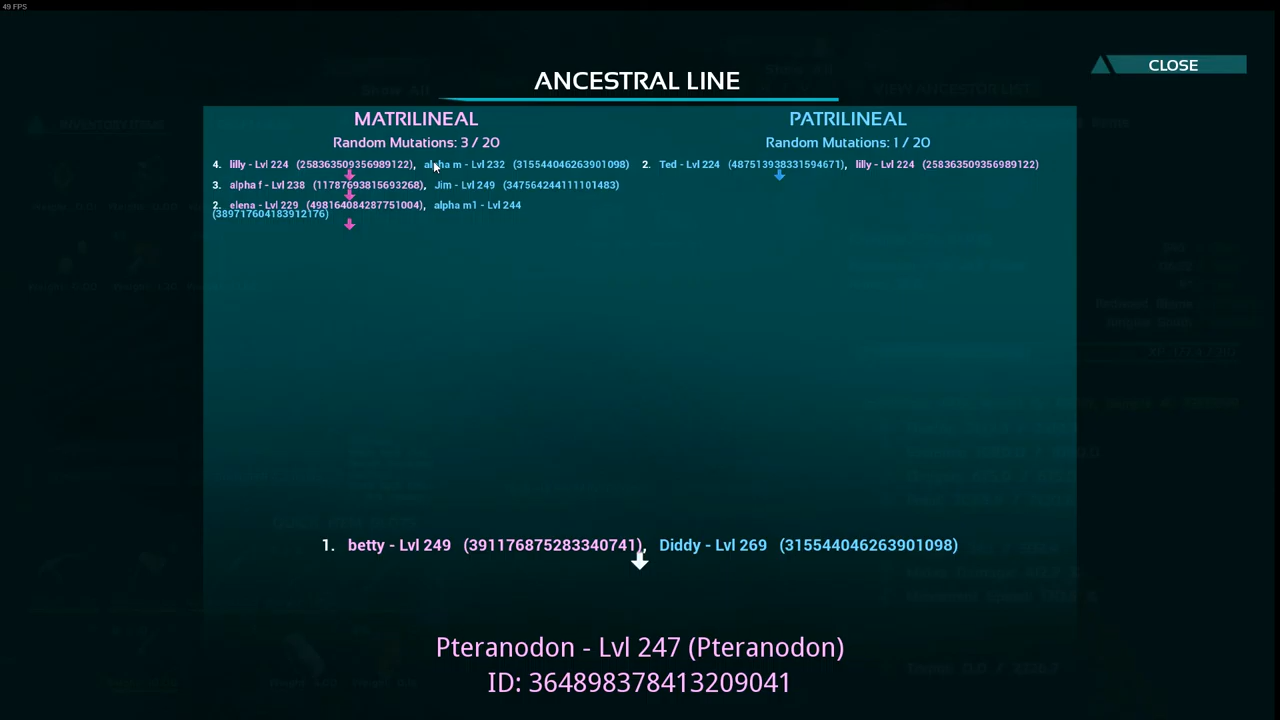 49 FPS
CLOSE
ANCESTRAL LINE
MATRILINEAL
PATRILINEAL
Random Mutations: 3 / 20
Random Mutations: 1 / 20
4. lilly - Lvl 224 (258363509356989122), alpha m - Lvl 232 (315544046263901098)
2. Ted - Lvl 224 (487513938331594671), lilly - Lvl 224 (258363509356989122)
3. alpha f - Lvl 238 (11787693815693268), Jim - Lvl 249 (347564244111101483)
2. elena - Lvl 229 (498164084287751004), alpha m1 - Lvl 244
(389717604183912176)
1. betty - Lvl 249 (391176875283340741), Diddy - Lvl 269 (315544046263901098)
Pteranodon - Lvl 247 (Pteranodon)
ID: 364898378413209041